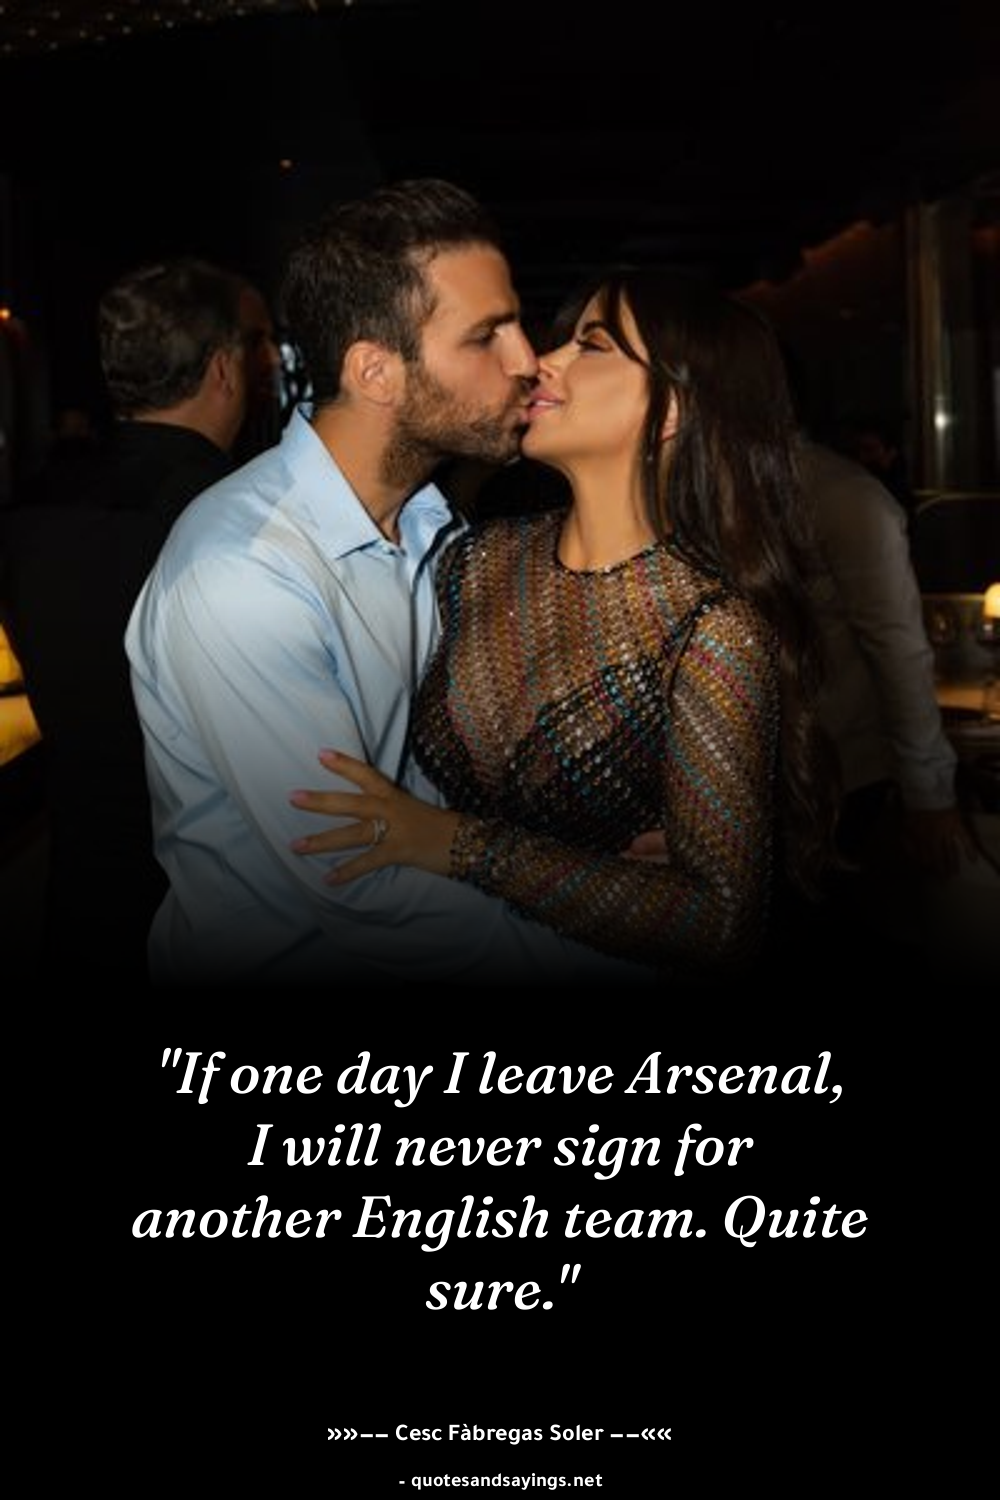 "If one day I leave Arsenal,
I will never sign for
another English team. Quite
sure."
»»−− Cesc Fàbregas Soler −−««
- quotesandsayings.net